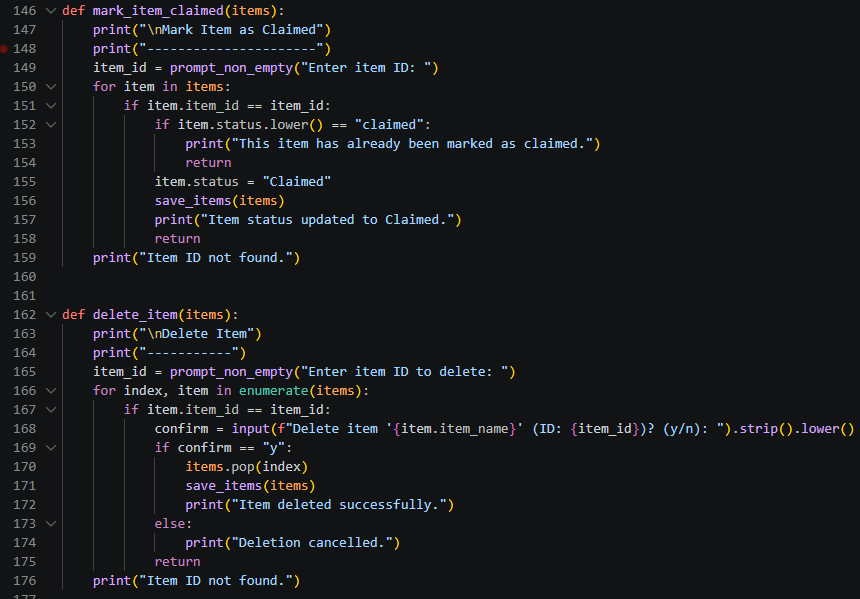 146 def mark_item_claimed(items):
147     print("\nMark Item as Claimed")
148     print("----------------------")
149     item_id = prompt_non_empty("Enter item ID: ")
150     for item in items:
151         if item.item_id == item_id:
152             if item.status.lower() == "claimed":
153                 print("This item has already been marked as claimed.")
154                 return
155             item.status = "Claimed"
156             save_items(items)
157             print("Item status updated to Claimed.")
158             return
159     print("Item ID not found.")
160
161
162 def delete_item(items):
163     print("\nDelete Item")
164     print("-----------")
165     item_id = prompt_non_empty("Enter item ID to delete: ")
166     for index, item in enumerate(items):
167         if item.item_id == item_id:
168             confirm = input(f"Delete item '{item.item_name}' (ID: {item_id})? (y/n): ").strip().lower()
169             if confirm == "y":
170                 items.pop(index)
171                 save_items(items)
172                 print("Item deleted successfully.")
173             else:
174                 print("Deletion cancelled.")
175             return
176     print("Item ID not found.")
177